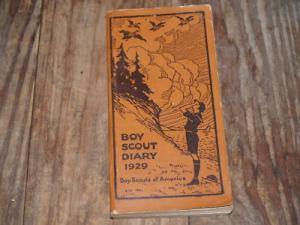 BOY
SCOUT
DIARY
1929
Boy Scouts of America